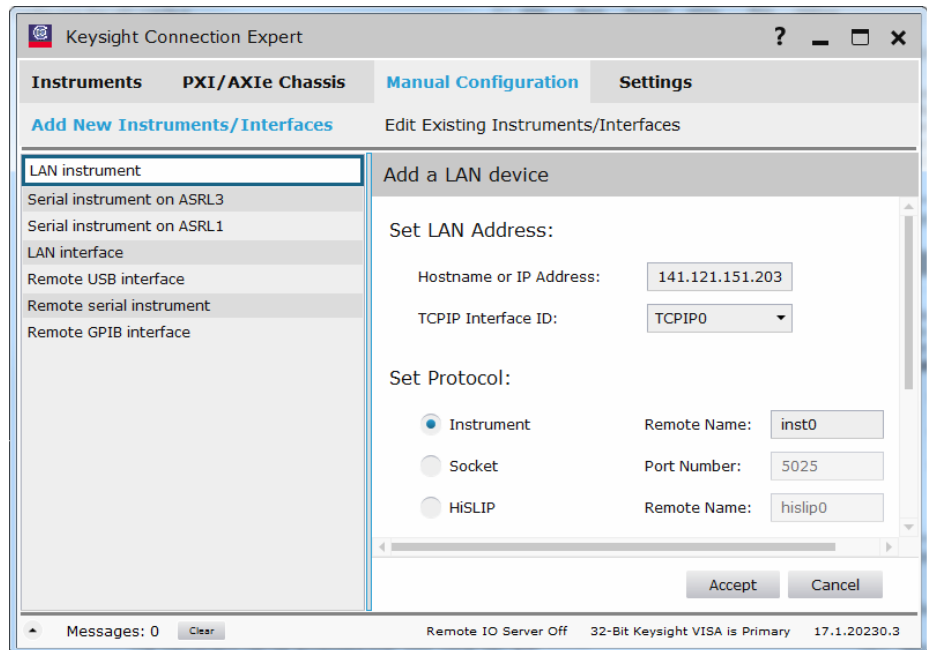 Keysight Connection Expert ?
Instruments PXI/AXIe Chassis Manual Configuration Settings
Add New Instruments/Interfaces Edit Existing Instruments/Interfaces
LAN instrument
Serial instrument on ASRL3
Serial instrument on ASRL1
LAN interface
Remote USB interface
Remote serial instrument
Remote GPIB interface
Add a LAN device
Set LAN Address:
Hostname or IP Address: 141.121.151.203
TCPIP Interface ID: TCPIP0
Set Protocol:
Instrument Remote Name: inst0
Socket Port Number: 5025
HiSLIP Remote Name: hislip0
Accept Cancel
Messages: 0 Clear Remote IO Server Off 32-Bit Keysight VISA is Primary 17.1.20230.3